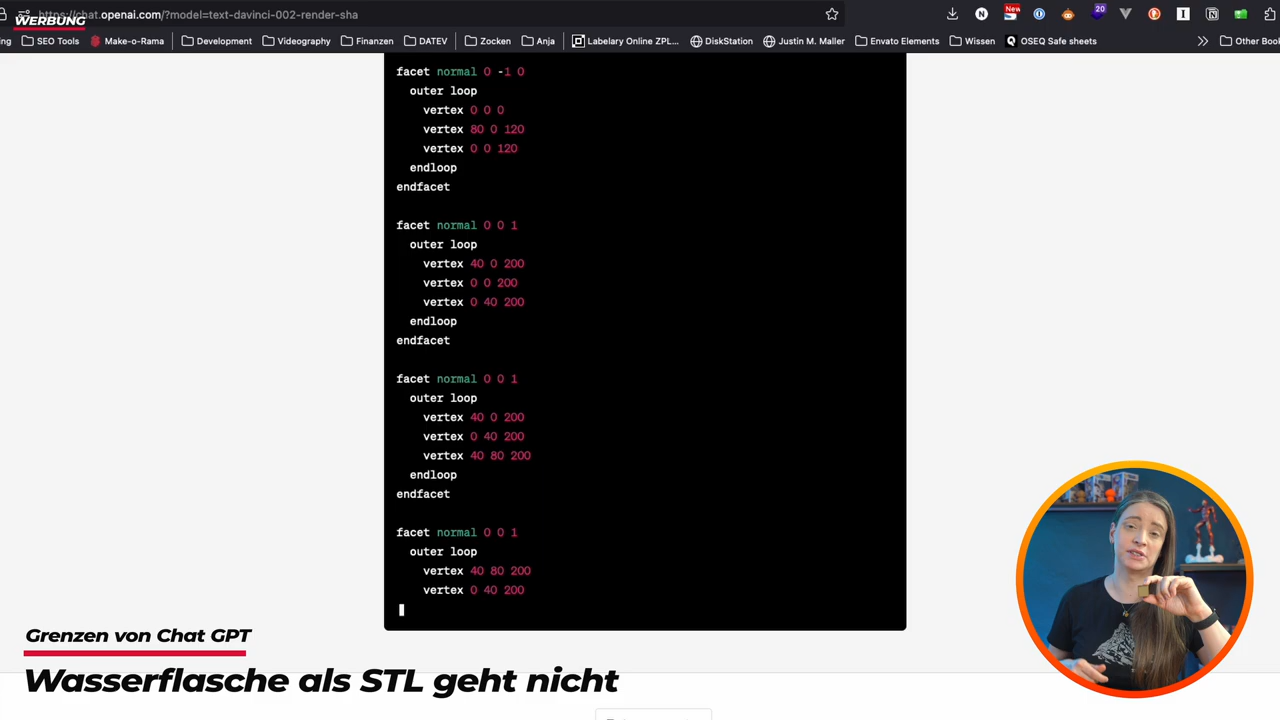 WERBUNG
https://chat.openai.com/?model=text-davinci-002-render-sha
New
20
ng SEO Tools Make-o-Rama Development Videography Finanzen DATEV Zocken Anja Labelary Online ZPL... DiskStation Justin M. Maller Envato Elements Wissen OSEQ Safe sheets Other Book
facet normal 0 -1 0
outer loop
vertex 0 0 0
vertex 80 0 120
vertex 0 0 120
endloop
endfacet
facet normal 0 0 1
outer loop
vertex 40 0 200
vertex 0 0 200
vertex 0 40 200
endloop
endfacet
facet normal 0 0 1
outer loop
vertex 40 0 200
vertex 0 40 200
vertex 40 80 200
endloop
endfacet
facet normal 0 0 1
outer loop
vertex 40 80 200
vertex 0 40 200
Grenzen von Chat GPT
Wasserflasche als STL geht nicht